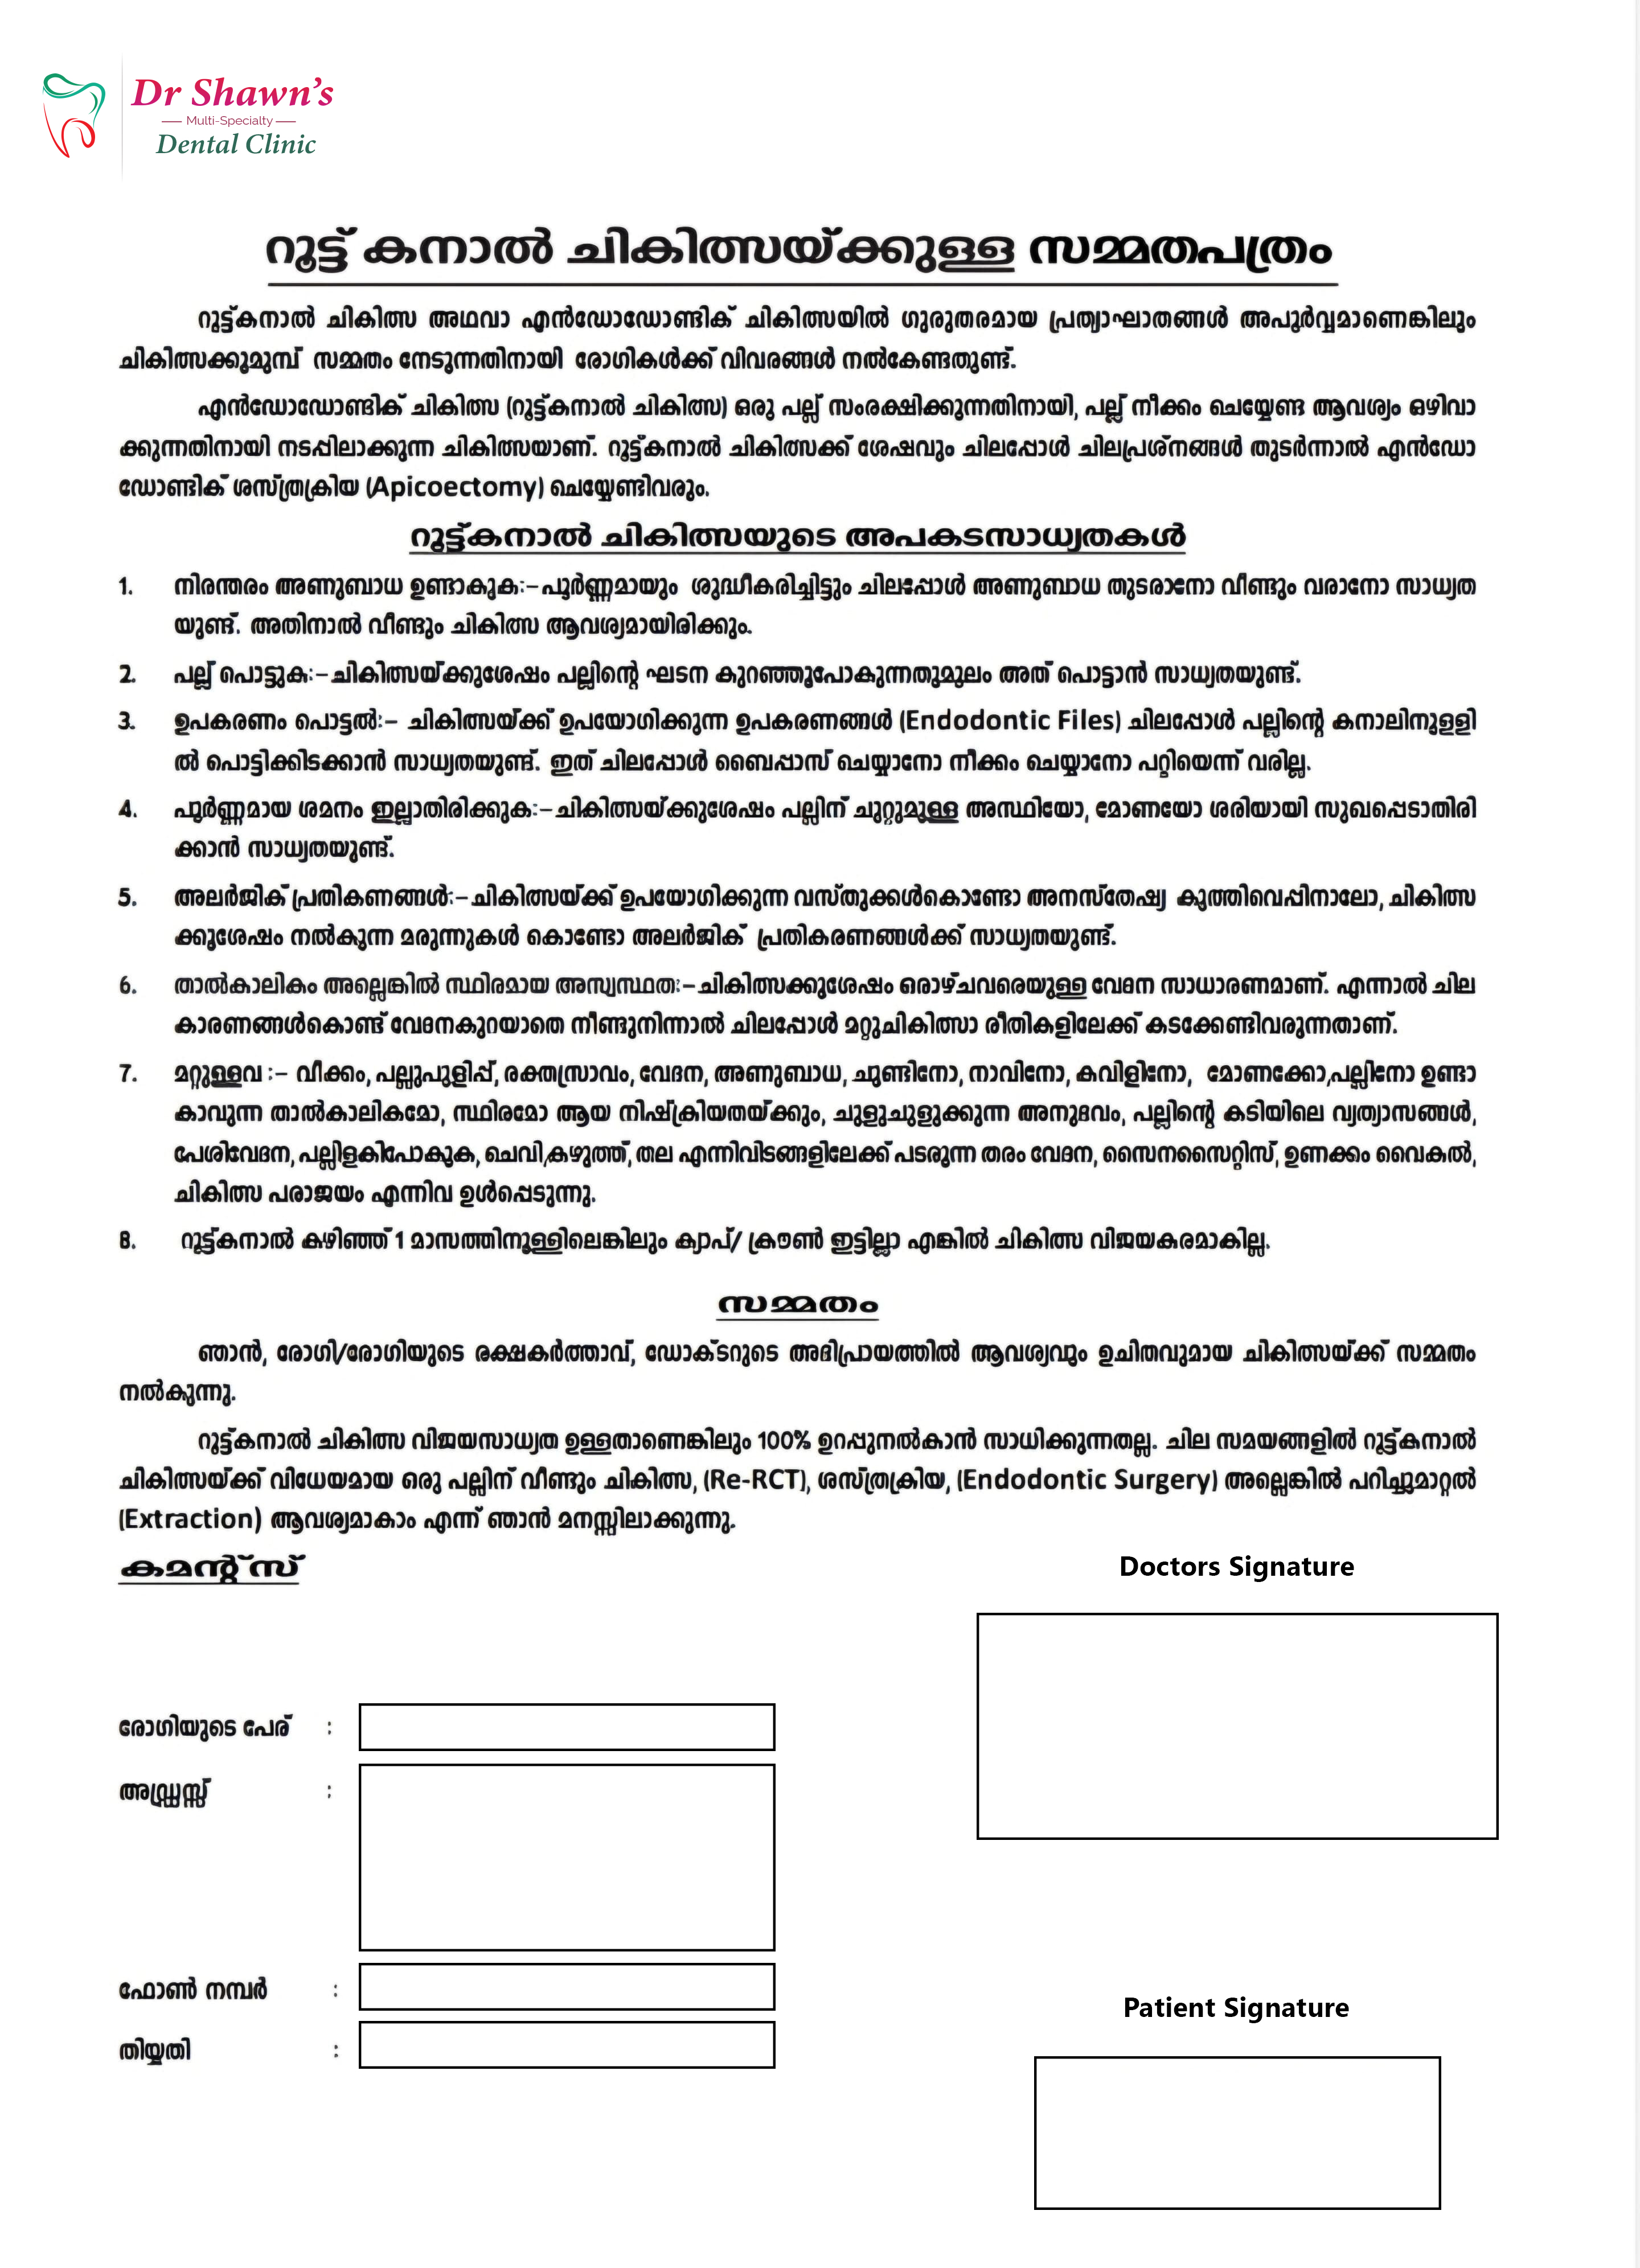 Dr Shawn's
Multi-Specialty
Dental Clinic
റൂട്ട് കനാൽ ചികിത്സയ്ക്കുള്ള സമ്മതപത്രം
റൂട്ട്കനാൽ ചികിത്സ അഥവാ എൻഡോഡോണ്ടിക് ചികിത്സയിൽ ഗുരുതരമായ പ്രത്യാഘാതങ്ങൾ അപൂർവ്വമാണെങ്കിലും
ചികിത്സക്കുമുമ്പ് സമ്മതം നേടുന്നതിനായി രോഗികൾക്ക് വിവരങ്ങൾ നൽകേണ്ടതുണ്ട്.
എൻഡോഡോണ്ടിക് ചികിത്സ (റൂട്ട്കനാൽ ചികിത്സ) ഒരു പല്ല് സംരക്ഷിക്കുന്നതിനായി, പല്ല് നീക്കം ചെയ്യേണ്ട ആവശ്യം ഒഴിവാ
ക്കുന്നതിനായി നടപ്പിലാക്കുന്ന ചികിത്സയാണ്. റൂട്ട്കനാൽ ചികിത്സക്ക് ശേഷവും ചിലപ്പോൾ ചിലപ്രശ്നങ്ങൾ തുടർന്നാൽ എൻഡോ
ഡോണ്ടിക് ശസ്ത്രക്രിയ (Apicoectomy) ചെയ്യേണ്ടിവരും.
റൂട്ട്കനാൽ ചികിത്സയുടെ അപകടസാധ്യതകൾ
1. നിരന്തരം അണുബാധ ഉണ്ടാകുക:– പൂർണ്ണമായും ശുദ്ധീകരിച്ചിട്ടും ചിലപ്പോൾ അണുബാധ തുടരാനോ വീണ്ടും വരാനോ സാധ്യത
യുണ്ട്. അതിനാൽ വീണ്ടും ചികിത്സ ആവശ്യമായിരിക്കും.
2. പല്ല് പൊട്ടുക:– ചികിത്സയ്ക്കുശേഷം പല്ലിന്റെ ഘടന കുറഞ്ഞുപോകുന്നതുമൂലം അത് പൊട്ടാൻ സാധ്യതയുണ്ട്.
3. ഉപകരണം പൊട്ടൽ:– ചികിത്സയ്ക്ക് ഉപയോഗിക്കുന്ന ഉപകരണങ്ങൾ (Endodontic Files) ചിലപ്പോൾ പല്ലിന്റെ കനാലിനുളളി
ൽ പൊട്ടിക്കിടക്കാൻ സാധ്യതയുണ്ട്. ഇത് ചിലപ്പോൾ ബൈപ്പാസ് ചെയ്യാനോ നീക്കം ചെയ്യാനോ പറ്റിയെന്ന് വരില്ല.
4. പൂർണ്ണമായ ശമനം ഇല്ലാതിരിക്കുക:– ചികിത്സയ്ക്കുശേഷം പല്ലിന് ചുറ്റുമുള്ള അസ്ഥിയോ, മോണയോ ശരിയായി സുഖപ്പെടാതിരി
ക്കാൻ സാധ്യതയുണ്ട്.
5. അലർജിക് പ്രതികണങ്ങൾ:– ചികിത്സയ്ക്ക് ഉപയോഗിക്കുന്ന വസ്തുക്കൾകൊണ്ടോ അനസ്തേഷ്യ കുത്തിവെപ്പിനാലോ, ചികിത്സ
ക്കുശേഷം നൽകുന്ന മരുന്നുകൾ കൊണ്ടോ അലർജിക് പ്രതികരണങ്ങൾക്ക് സാധ്യതയുണ്ട്.
6. താൽകാലികം അല്ലെങ്കിൽ സ്ഥിരമായ അസ്വസ്ഥത:– ചികിത്സക്കുശേഷം ഒരാഴ്ചവരെയുള്ള വേദന സാധാരണമാണ്. എന്നാൽ ചില
കാരണങ്ങൾകൊണ്ട് വേദനകുറയാതെ നീണ്ടുനിന്നാൽ ചിലപ്പോൾ മറ്റുചികിത്സാ രീതികളിലേക്ക് കടക്കേണ്ടിവരുന്നതാണ്.
7. മറ്റുള്ളവ :– വീക്കം, പല്ലുപുളിപ്പ്, രക്തസ്രാവം, വേദന, അണുബാധ, ചുണ്ടിനോ, നാവിനോ, കവിളിനോ, മോണക്കോ,പല്ലിനോ ഉണ്ടാ
കാവുന്ന താൽകാലികമോ, സ്ഥിരമോ ആയ നിഷ്ക്രിയതയ്ക്കും, ചുളുചുളുക്കുന്ന അനുഭവം, പല്ലിന്റെ കടിയിലെ വ്യത്യാസങ്ങൾ,
പേശിവേദന, പല്ലിളകിപോകുക, ചെവി,കഴുത്ത്, തല എന്നിവിടങ്ങളിലേക്ക് പടരുന്ന തരം വേദന, സൈനസൈറ്റിസ്, ഉണക്കം വൈകൽ,
ചികിത്സ പരാജയം എന്നിവ ഉൾപ്പെടുന്നു.
8. റൂട്ട്കനാൽ കഴിഞ്ഞ് 1 മാസത്തിനുള്ളിലെങ്കിലും ക്യാപ്/ ക്രൗൺ ഇട്ടില്ലാ എങ്കിൽ ചികിത്സ വിജയകരമാകില്ല.
സമ്മതം
ഞാൻ, രോഗി/രോഗിയുടെ രക്ഷകർത്താവ്, ഡോക്ടറുടെ അഭിപ്രായത്തിൽ ആവശ്യവും ഉചിതവുമായ ചികിത്സയ്ക്ക് സമ്മതം
നൽകുന്നു.
റൂട്ട്കനാൽ ചികിത്സ വിജയസാധ്യത ഉള്ളതാണെങ്കിലും 100% ഉറപ്പുനൽകാൻ സാധിക്കുന്നതല്ല. ചില സമയങ്ങളിൽ റൂട്ട്കനാൽ
ചികിത്സയ്ക്ക് വിധേയമായ ഒരു പല്ലിന് വീണ്ടും ചികിത്സ, (Re-RCT), ശസ്ത്രക്രിയ, (Endodontic Surgery) അല്ലെങ്കിൽ പറിച്ചുമാറ്റൽ
(Extraction) ആവശ്യമാകാം എന്ന് ഞാൻ മനസ്സിലാക്കുന്നു.
കമന്റ്സ്
Doctors Signature
രോഗിയുടെ പേര് :
അഡ്രസ്സ് :
ഫോൺ നമ്പർ :
തിയ്യതി :
Patient Signature